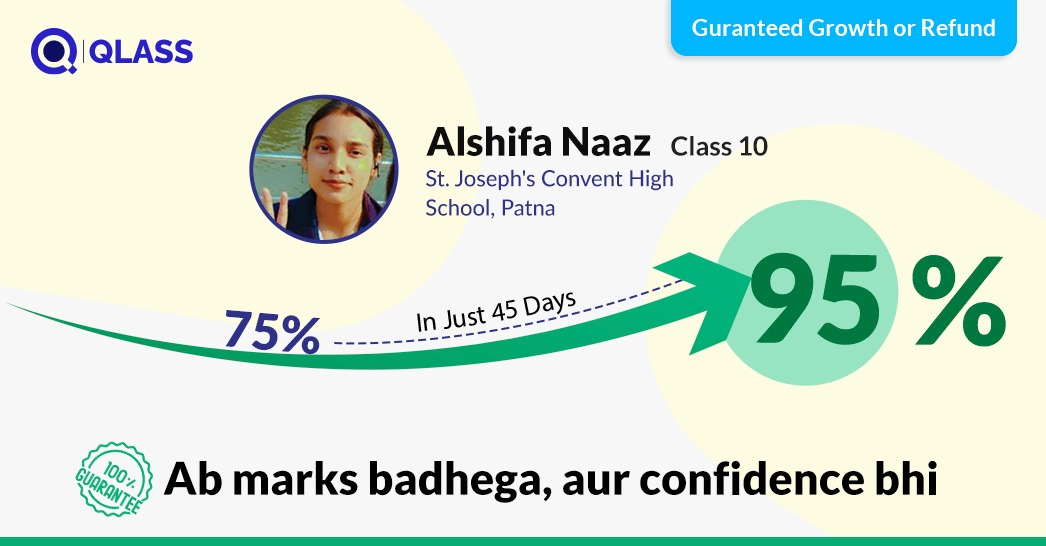 QLASS
Guranteed Growth or Refund
Alshifa Naaz Class 10
St. Joseph's Convent High
School, Patna
75%
In Just 45 Days
95%
100%
GUARANTEE
Ab marks badhega, aur confidence bhi